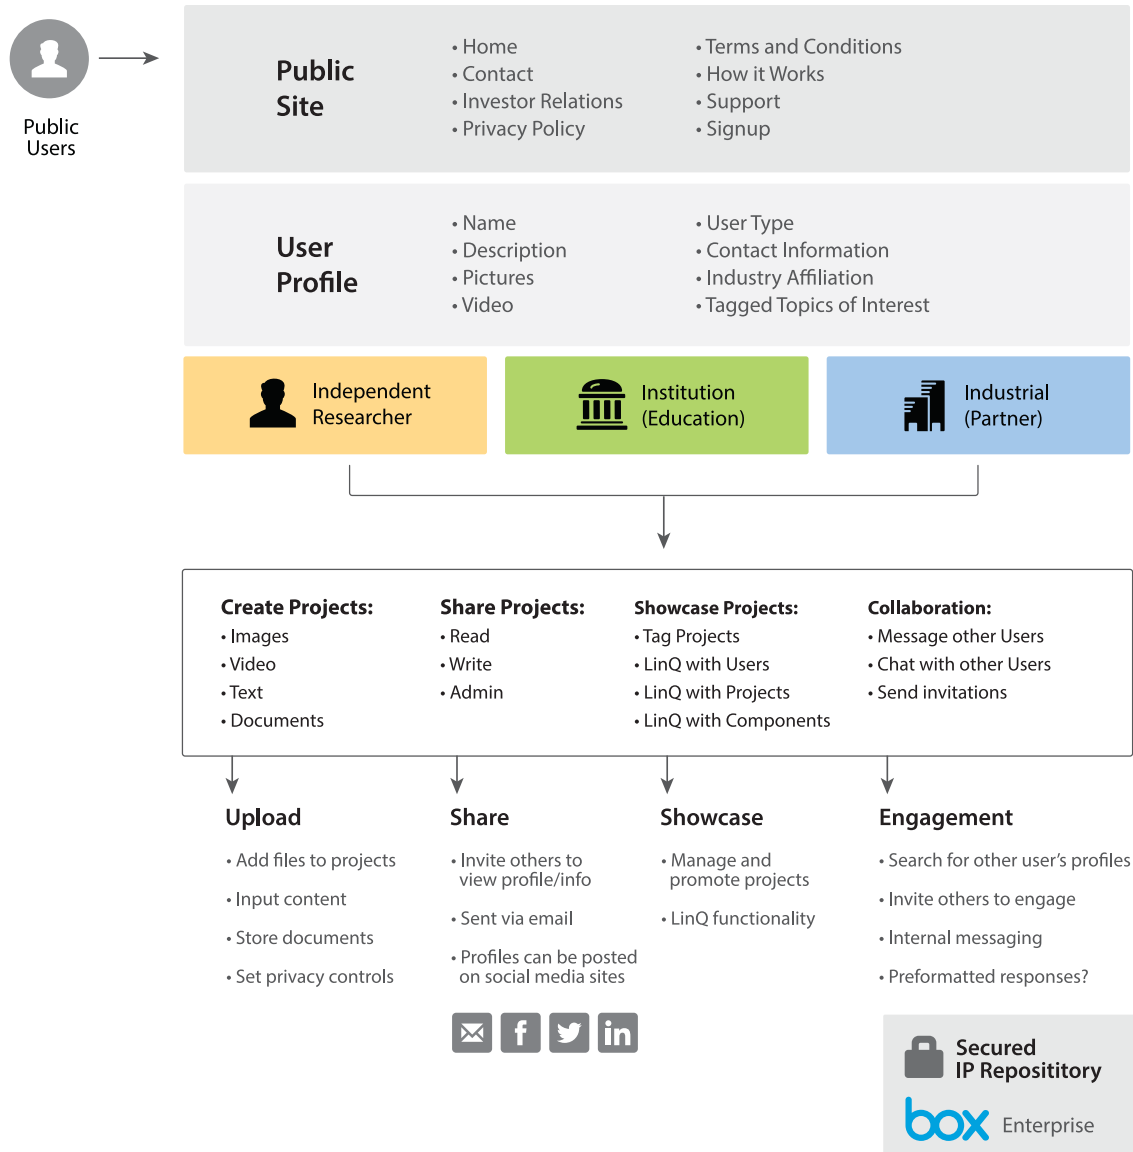 Public
Users
Public
Site
• Home
• Contact
• Investor Relations
• Privacy Policy
• Terms and Conditions
• How it Works
• Support
• Signup
User
Profile
• Name
• Description
• Pictures
• Video
• User Type
• Contact Information
• Industry Affiliation
• Tagged Topics of Interest
Independent
Researcher
Institution
(Education)
Industrial
(Partner)
Create Projects:
• Images
• Video
• Text
• Documents
Share Projects:
• Read
• Write
• Admin
Showcase Projects:
• Tag Projects
• LinQ with Users
• LinQ with Projects
• LinQ with Components
Collaboration:
• Message other Users
• Chat with other Users
• Send invitations
Upload
• Add files to projects
• Input content
• Store documents
• Set privacy controls
Share
• Invite others to
view profile/info
• Sent via email
• Profiles can be posted
on social media sites
f
in
Showcase
• Manage and
promote projects
• LinQ functionality
Engagement
• Search for other user's profiles
• Invite others to engage
• Internal messaging
• Preformatted responses?
Secured
IP Reposititory
box Enterprise